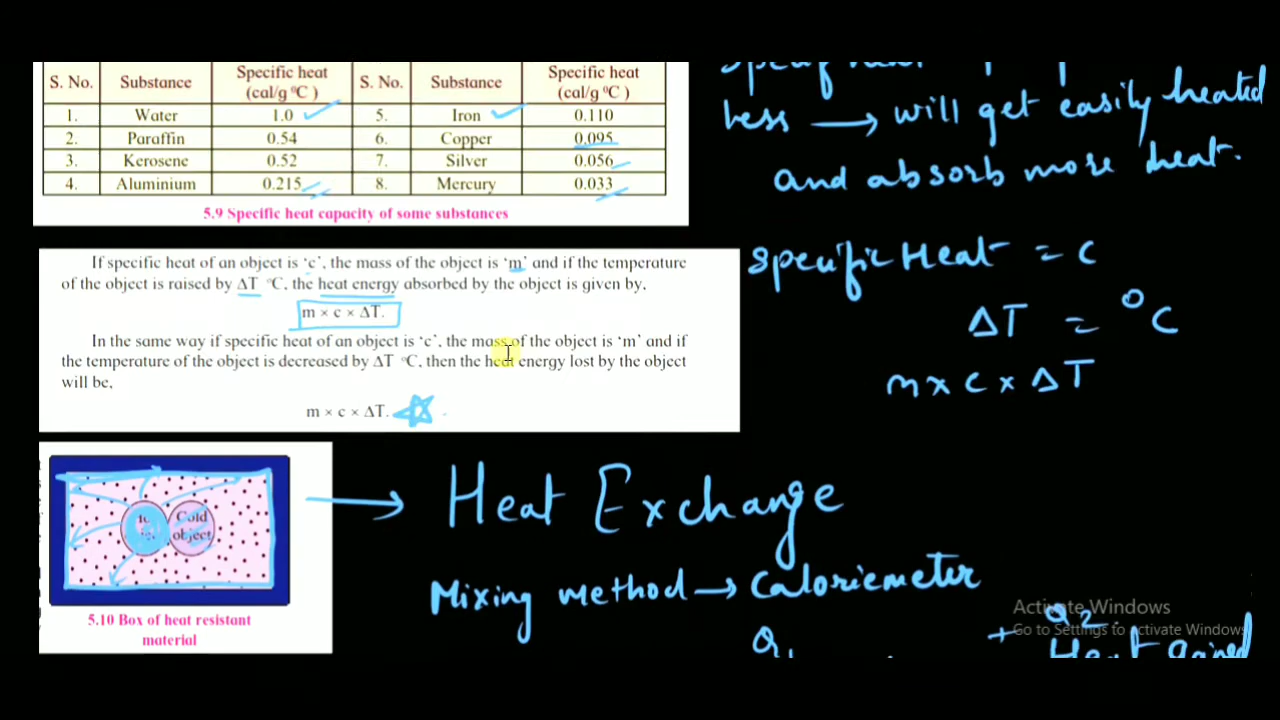 S. No. Substance Specific heat (cal/g °C ) S. No. Substance Specific heat (cal/g °C )
1. Water 1.0 5. Iron 0.110
2. Paraffin 0.54 6. Copper 0.095
3. Kerosene 0.52 7. Silver 0.056
4. Aluminium 0.215 8. Mercury 0.033
5.9 Specific heat capacity of some substances
less → will get easily heated
and absorb more heat.
If specific heat of an object is ‘c’, the mass of the object is ‘m’ and if the temperature
of the object is raised by ΔT °C, the heat energy absorbed by the object is given by,
m × c × ΔT.
In the same way if specific heat of an object is ‘c’, the mass of the object is ‘m’ and if
the temperature of the object is decreased by ΔT °C, then the heat energy lost by the object
will be,
m × c × ΔT.
Specific Heat = c
ΔT = °C
m × c × ΔT
Cold
object
5.10 Box of heat resistant
material
→ Heat Exchange
Mixing method → Caloriemeter
Q1
+ Q2
Heat gained
Activate Windows
Go to Settings to activate Windows.